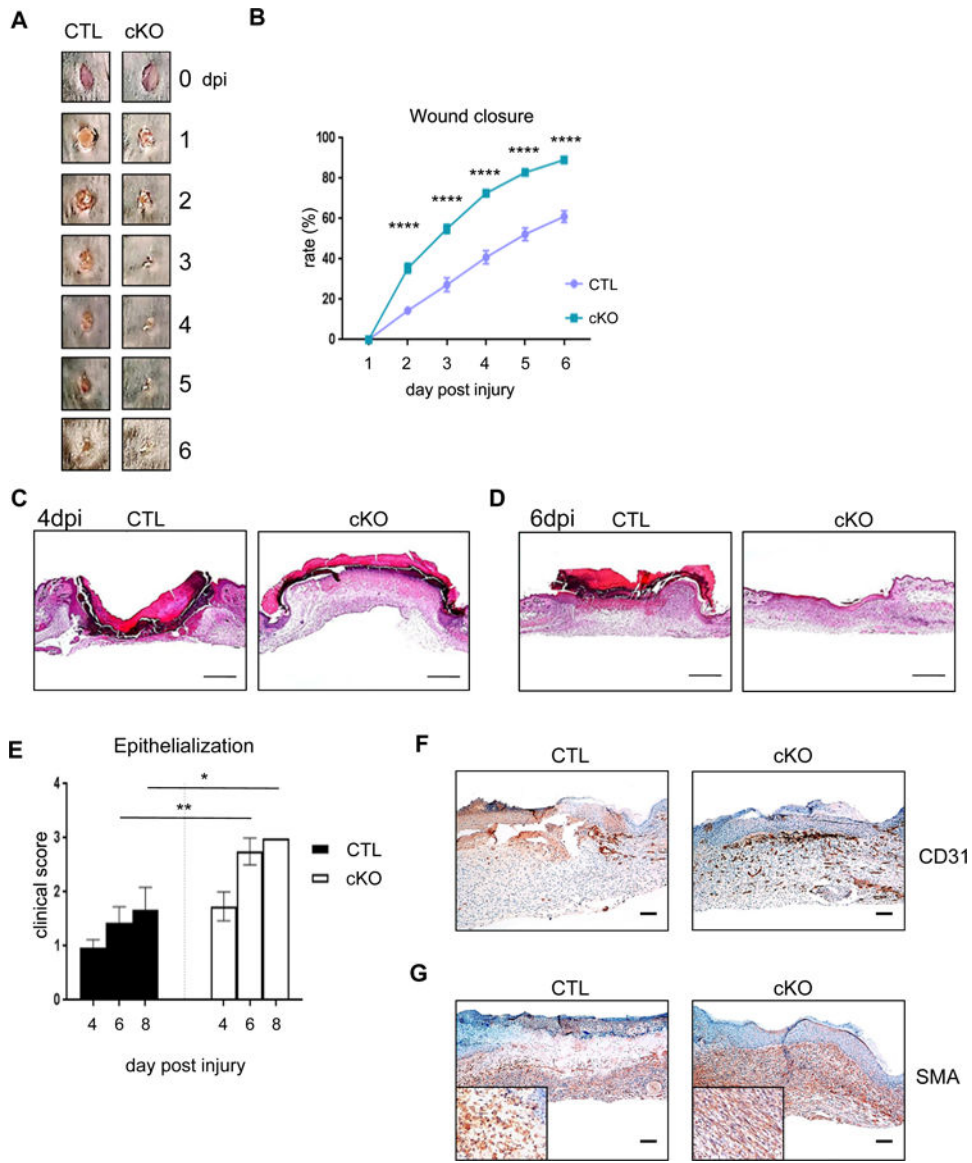 A
CTL cKO
0 dpi
1
2
3
4
5
6
B
Wound closure
100
80
60
40
20
0
rate (%)
**** **** **** **** ****
CTL
cKO
1 2 3 4 5 6
day post injury
C
4dpi CTL cKO
D
6dpi CTL cKO
E
Epithelialization
4
3
2
1
0
clinical score
*
**
CTL
cKO
4 6 8 4 6 8
day post injury
F
CTL cKO
CD31
G
CTL cKO
SMA